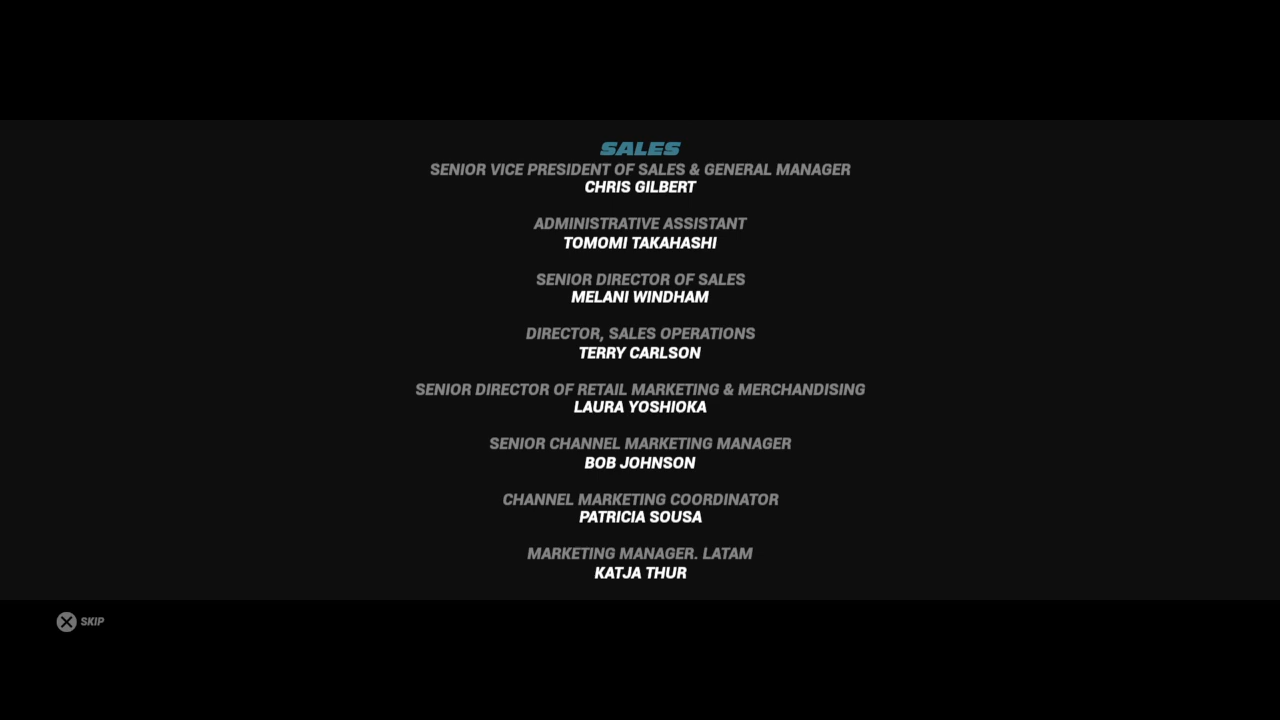 SALES
SENIOR VICE PRESIDENT OF SALES & GENERAL MANAGER
CHRIS GILBERT
ADMINISTRATIVE ASSISTANT
TOMOMI TAKAHASHI
SENIOR DIRECTOR OF SALES
MELANI WINDHAM
DIRECTOR, SALES OPERATIONS
TERRY CARLSON
SENIOR DIRECTOR OF RETAIL MARKETING & MERCHANDISING
LAURA YOSHIOKA
SENIOR CHANNEL MARKETING MANAGER
BOB JOHNSON
CHANNEL MARKETING COORDINATOR
PATRICIA SOUSA
MARKETING MANAGER. LATAM
KATJA THUR
SKIP